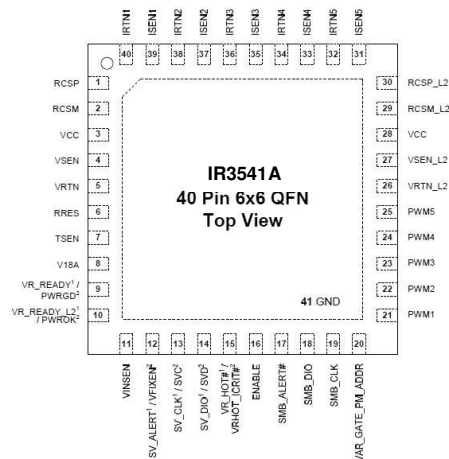 IRTN1
ISEN1
IRTN2
ISEN2
IRTN3
ISEN3
IRTN4
ISEN4
IRTN5
ISEN5
40
39
38
37
36
35
34
33
32
31
RCSP 1
RCSM 2
VCC 3
VSEN 4
VRTN 5
RRES 6
TSEN 7
V18A 8
VR_READY¹ /
PWRGD² 9
VR_READY_L2¹
/ PWROK² 10
IR3541A
40 Pin 6x6 QFN
Top View
41 GND
30 RCSP_L2
29 RCSM_L2
28 VCC
27 VSEN_L2
26 VRTN_L2
25 PWM5
24 PWM4
23 PWM3
22 PWM2
21 PWM1
11
12
13
14
15
16
17
18
19
20
VINSEN
SV_ALERT¹ / VFIXEN²
SV_CLK¹ / SVC²
SV_DIO¹ / SVD²
VR_HOT#¹ /
VRHOT_ICRIT#²
ENABLE
SMB_ALERT#
SMB_DIO
SMB_CLK
VAR_GATE_PM_ADDR